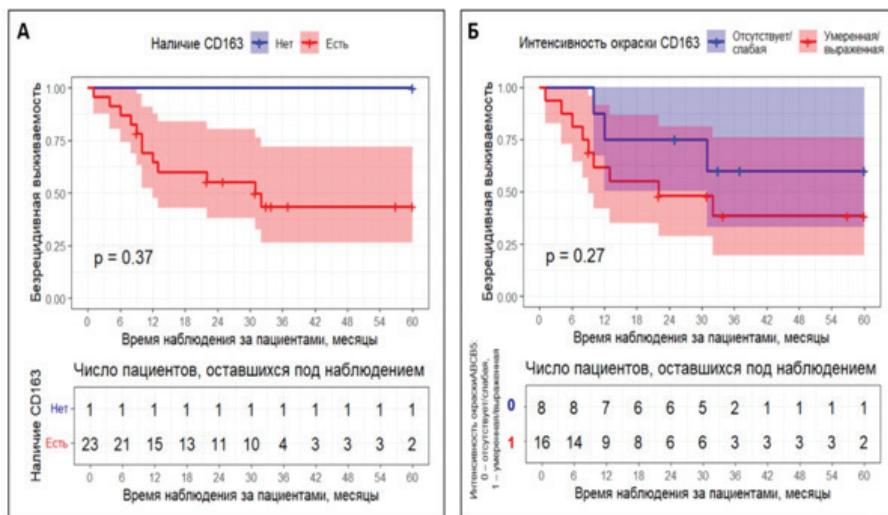 А
Наличие CD163 Нет Есть
Безрецидивная выживаемость
1.00
0.75
0.50
0.25
0.00
p = 0.37
0 6 12 18 24 30 36 42 48 54 60
Время наблюдения за пациентами, месяцы
Число пациентов, оставшихся под наблюдением
Наличие CD163
Нет 1 1 1 1 1 1 1 1 1 1 1
Есть 23 21 15 13 11 10 4 3 3 3 2
0 6 12 18 24 30 36 42 48 54 60
Время наблюдения за пациентами, месяцы
Б
Интенсивность окраски CD163 Отсутствует/ слабая Умеренная/ выраженная
Безрецидивная выживаемость
1.00
0.75
0.50
0.25
0.00
p = 0.27
0 6 12 18 24 30 36 42 48 54 60
Время наблюдения за пациентами, месяцы
Число пациентов, оставшихся под наблюдением
Интенсивность окраскиABCB5:
0 – отсутствует/слабая,
1 – умеренная/выраженная
0 8 8 7 6 6 5 2 1 1 1 1
1 16 14 9 8 6 6 3 3 3 3 2
0 6 12 18 24 30 36 42 48 54 60
Время наблюдения за пациентами, месяцы